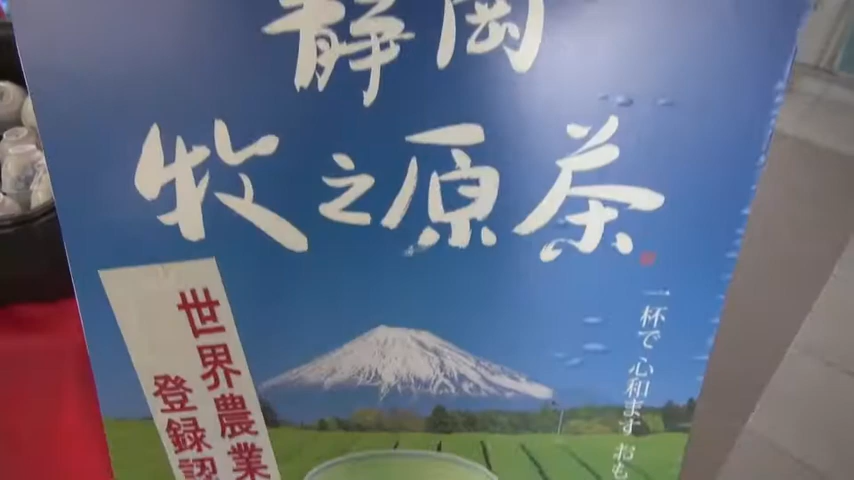 静岡
牧之原茶
世界農業
登録認
一杯で心和ます おも